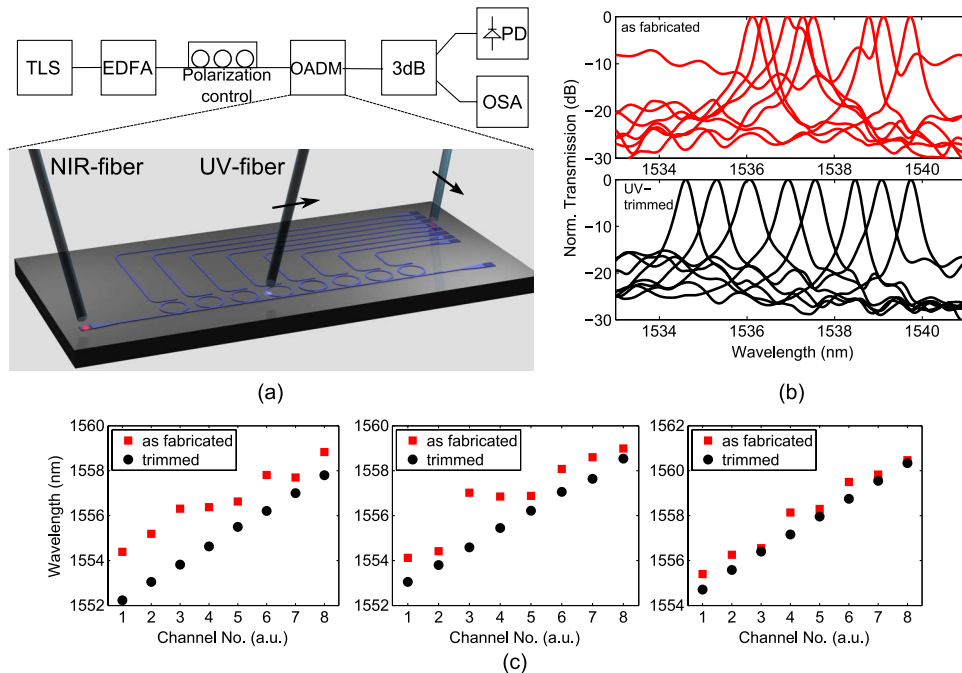 TLS
EDFA
Polarization
control
OADM
3dB
PD
OSA
NIR-fiber
UV-fiber
(a)
as fabricated
0
−10
−20
−30
1534
1536
1538
1540
UV−
trimmed
0
−10
−20
−30
1534
1536
1538
1540
Norm. Transmission (dB)
Wavelength (nm)
(b)
Wavelength (nm)
1560
1558
1556
1554
1552
as fabricated
trimmed
1 2 3 4 5 6 7 8
Channel No. (a.u.)
1560
1558
1556
1554
1552
as fabricated
trimmed
1 2 3 4 5 6 7 8
Channel No. (a.u.)
1562
1560
1558
1556
1554
as fabricated
trimmed
1 2 3 4 5 6 7 8
Channel No. (a.u.)
(c)